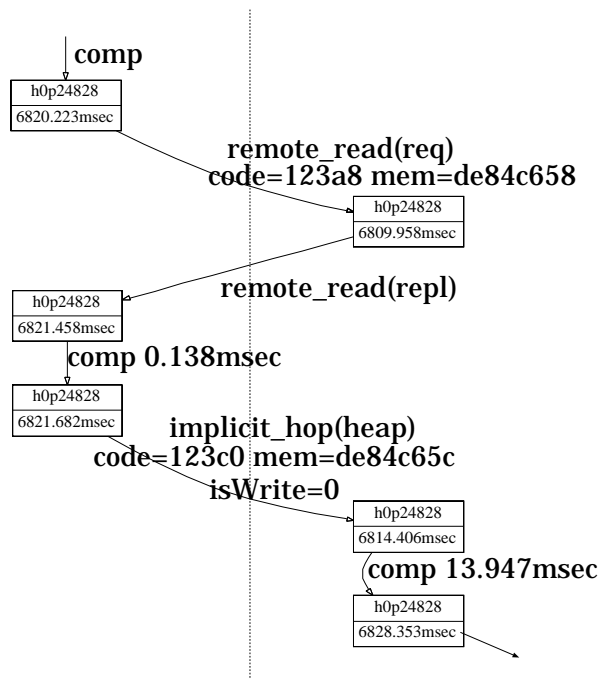 comp
h0p24828
6820.223msec
remote_read(req)
code=123a8 mem=de84c658
h0p24828
6809.958msec
remote_read(repl)
h0p24828
6821.458msec
comp 0.138msec
h0p24828
6821.682msec
implicit_hop(heap)
code=123c0 mem=de84c65c
isWrite=0
h0p24828
6814.406msec
comp 13.947msec
h0p24828
6828.353msec